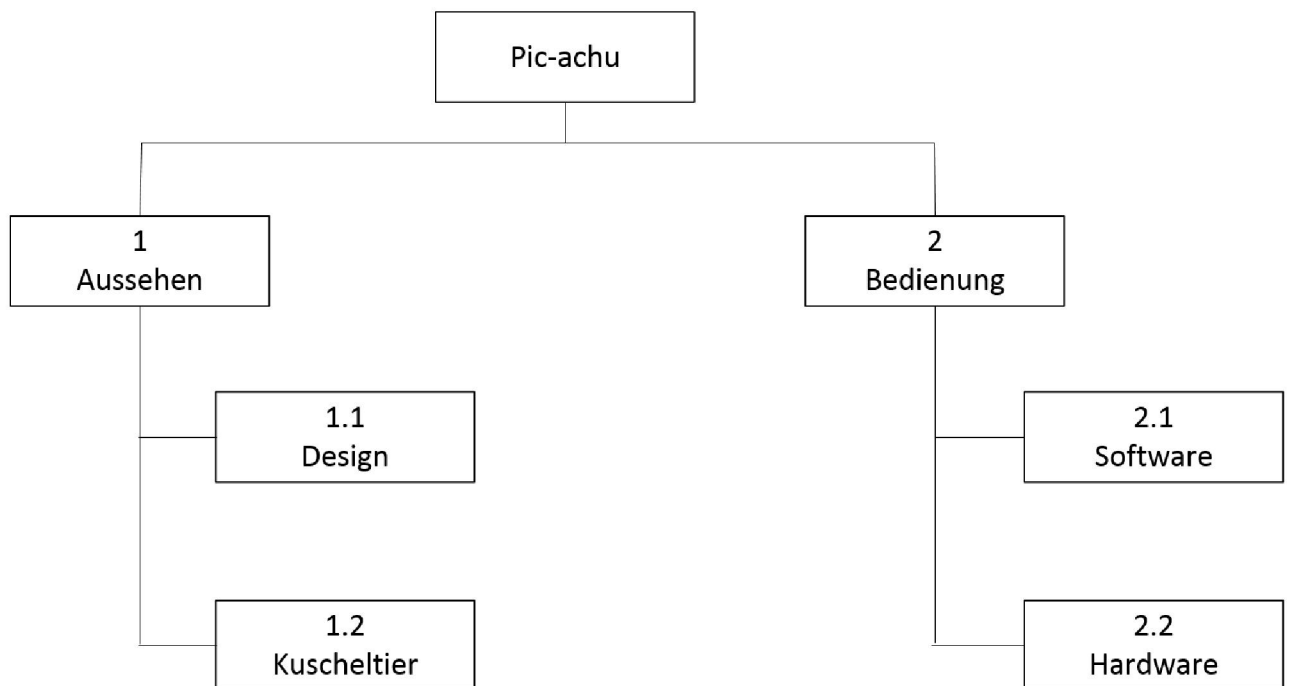 Pic-achu
1
Aussehen
2
Bedienung
1.1
Design
2.1
Software
1.2
Kuscheltier
2.2
Hardware